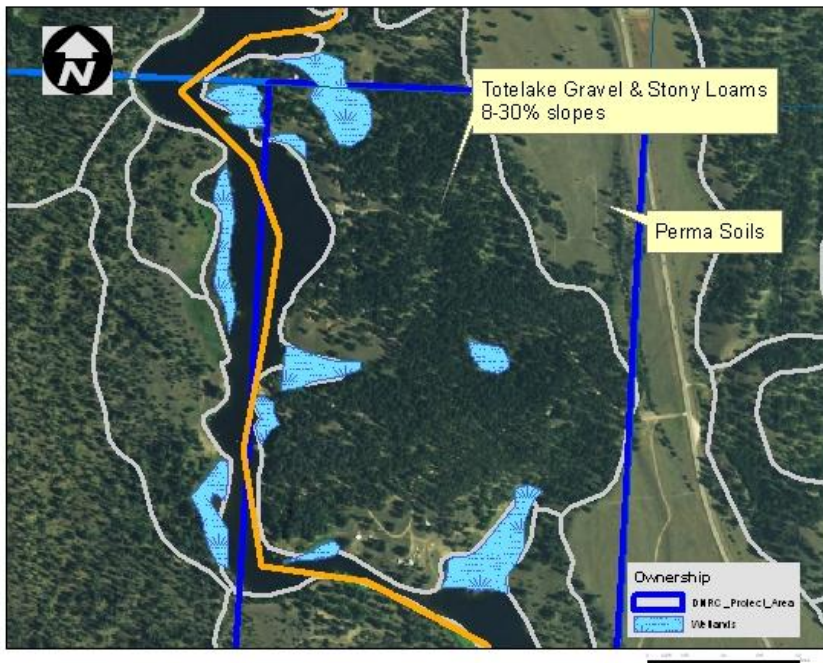 N
Totelake Gravel & Stony Loams
8-30% slopes
Perma Soils
Ownership
DNRC_Project_Area
Wetlands